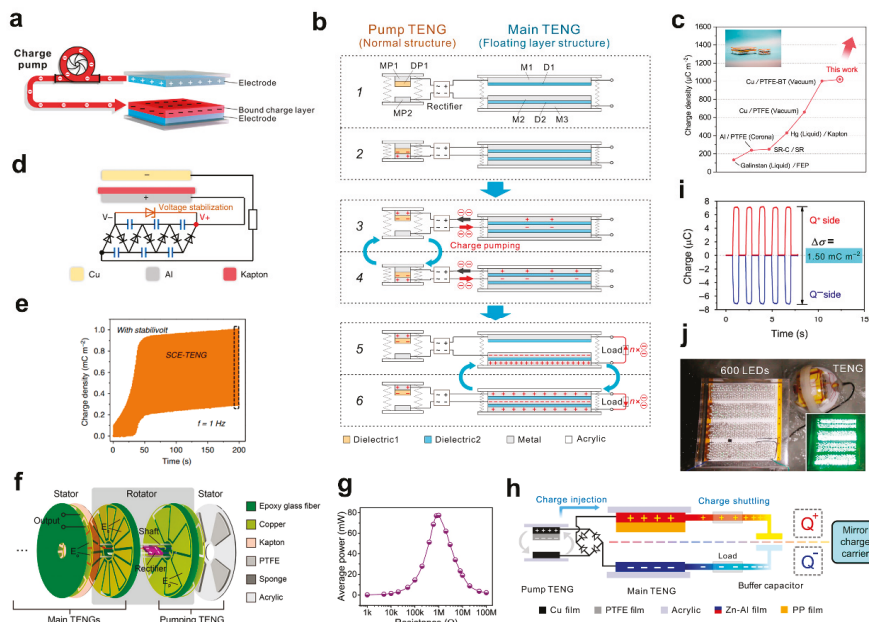 a
Charge
pump
Electrode
Bound charge layer
Electrode
b
Pump TENG
(Normal structure)
Main TENG
(Floating layer structure)
MP1 DP1
M1 D1
1
Rectifier
MP2
M2 D2 M3
2
3
Charge pumping
4
5
Load
n×
6
Load
n×
Dielectric1 Dielectric2 Metal Acrylic
c
Charge density (μC m⁻²)
1600
1400
1200
1000
800
600
400
200
0
This work
Cu/PTFE-BT (Vacuum)
Cu/PTFE (Vacuum)
Al/PTFE (Corona)
Hg (Liquid)/Kapton
SR-C/SR
Galinstan (Liquid)/FEP
d
−
+
Voltage stabilization
V−
V+
Cu Al Kapton
e
Charge density (mC m⁻²)
1.0
0.8
0.6
0.4
0.2
0.0
With stabilivolt
SCE-TENG
f = 1 Hz
0 50 100 150 200
Time (s)
f
Stator Rotator Stator
Output
Shaft
Rectifier
Main TENGs
Pumping TENG
Epoxy glass fiber
Copper
Kapton
PTFE
Sponge
Acrylic
g
Average power (mW)
80
60
40
20
0
1k 10k 100k 1M 10M 100M
Resistance (Ω)
h
Charge injection
Charge shuttling
Q⁺
Q⁻
Mirror
charge
carrier
Load
Pump TENG
Main TENG
Buffer capacitor
Cu film PTFE film Acrylic Zn-Al film PP film
i
Charge (μC)
8
6
4
2
0
−2
−4
−6
−8
Q⁺ side
Δσ =
1.50 mC m⁻²
Q⁻ side
0 5 10 15
Time (s)
j
600 LEDs
TENG